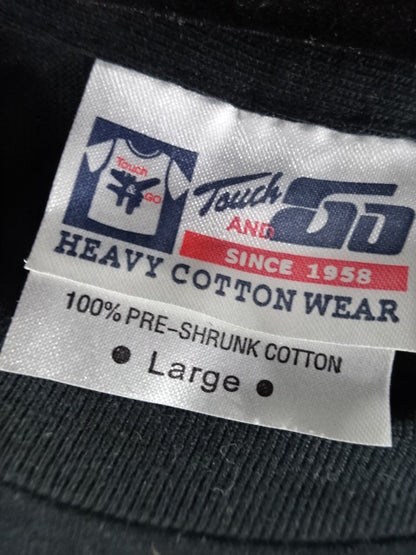 Touch
& GO
Touch
AND GO
SINCE 1958
HEAVY COTTON WEAR
100% PRE-SHRUNK COTTON
• Large •